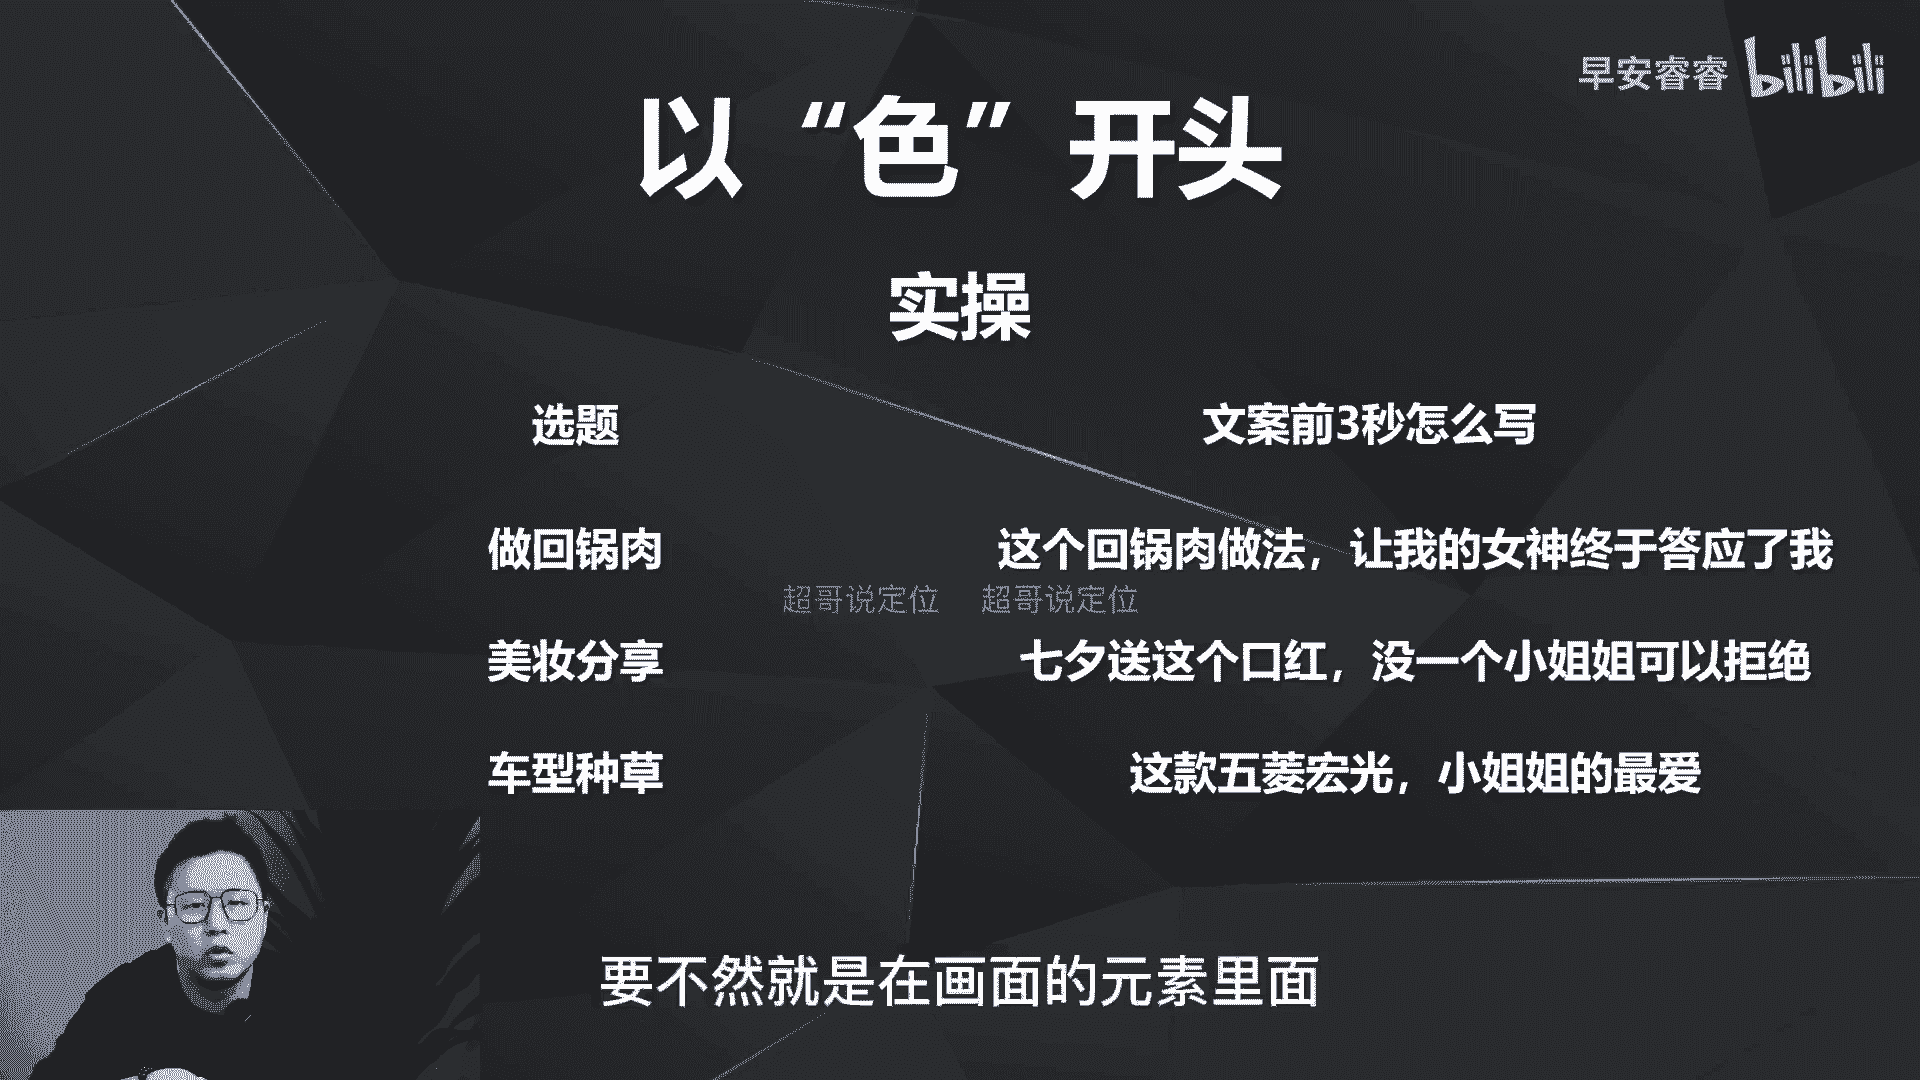 早安睿睿 bilibili
以“色”开头
实操
选题 文案前3秒怎么写
做回锅肉 这个回锅肉做法，让我的女神终于答应了我
超哥说定位 超哥说定位
美妆分享 七夕送这个口红，没一个小姐姐可以拒绝
车型种草 这款五菱宏光，小姐姐的最爱
要不然就是在画面的元素里面